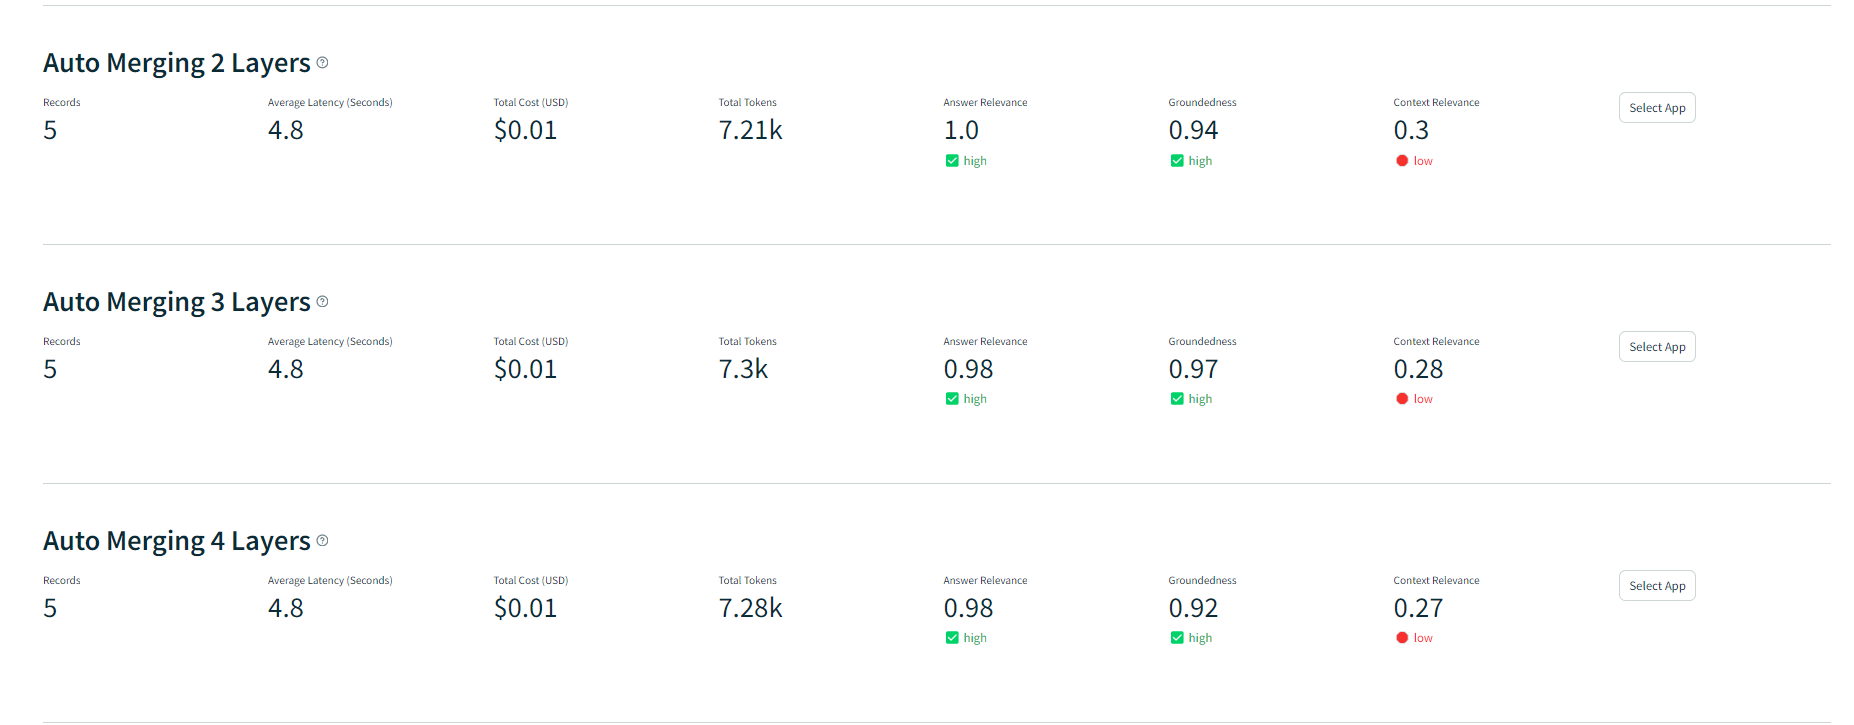 Auto Merging 2 Layers
Records Average Latency (Seconds) Total Cost (USD) Total Tokens Answer Relevance Groundedness Context Relevance Select App
5 4.8 $0.01 7.21k 1.0 0.94 0.3
high high low
Auto Merging 3 Layers
Records Average Latency (Seconds) Total Cost (USD) Total Tokens Answer Relevance Groundedness Context Relevance Select App
5 4.8 $0.01 7.3k 0.98 0.97 0.28
high high low
Auto Merging 4 Layers
Records Average Latency (Seconds) Total Cost (USD) Total Tokens Answer Relevance Groundedness Context Relevance Select App
5 4.8 $0.01 7.28k 0.98 0.92 0.27
high high low